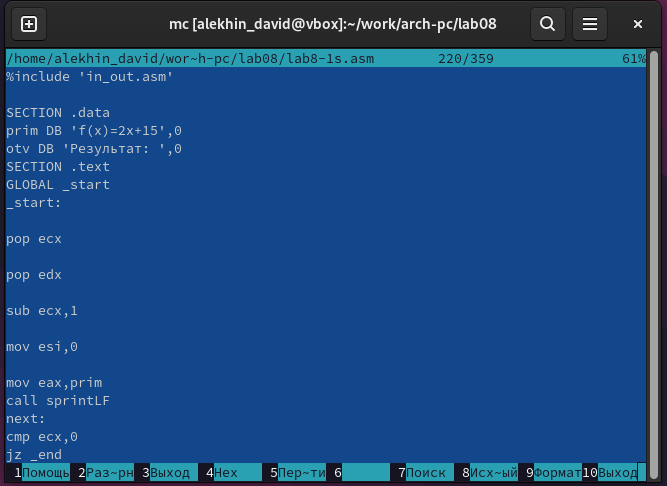 mc [alekhin_david@vbox]:~/work/arch-pc/lab08
/home/alekhin_david/wor~h-pc/lab08/lab8-1s.asm 220/359 61%
%include 'in_out.asm'
SECTION .data
prim DB 'f(x)=2x+15',0
otv DB 'Результат: ',0
SECTION .text
GLOBAL _start
_start:
pop ecx
pop edx
sub ecx,1
mov esi,0
mov eax,prim
call sprintLF
next:
cmp ecx,0
jz _end
1Помощь 2Раз~рн 3Выход 4Hex 5Пер~ти 6 7Поиск 8Исх~ый 9Формат 10Выход